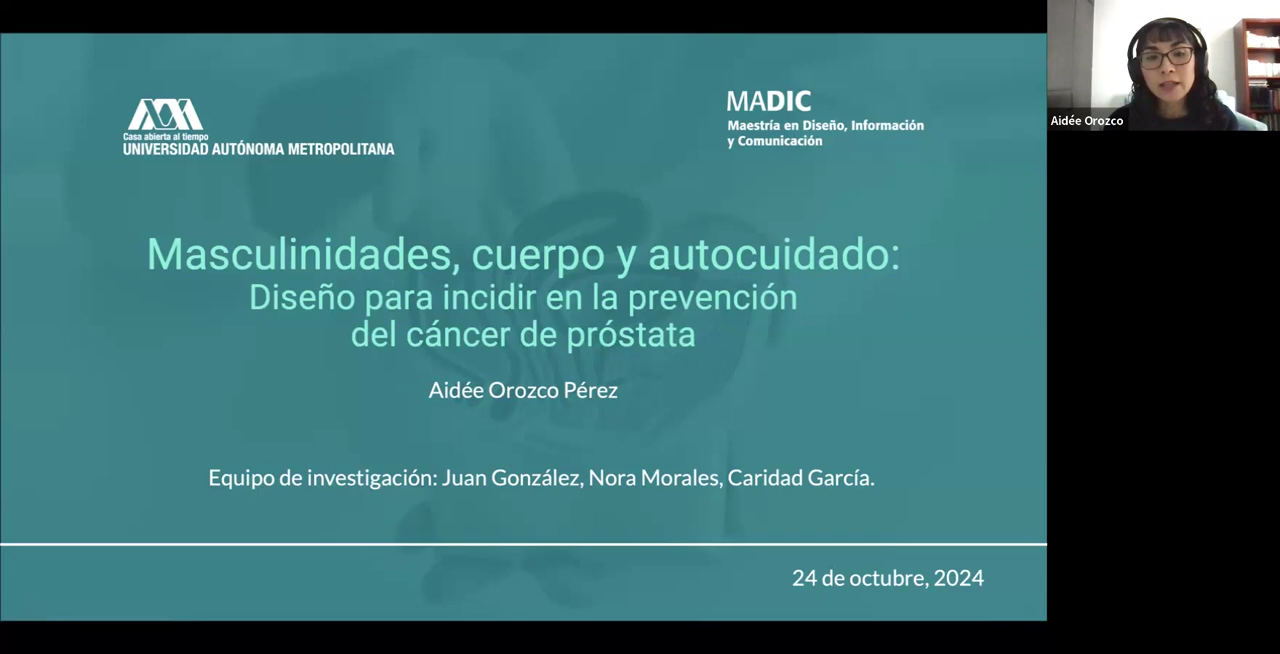 Casa abierta al tiempo
UNIVERSIDAD AUTÓNOMA METROPOLITANA
MADIC
Maestría en Diseño, Información
y Comunicación
Aidée Orozco
Masculinidades, cuerpo y autocuidado:
Diseño para incidir en la prevención
del cáncer de próstata
Aidée Orozco Pérez
Equipo de investigación: Juan González, Nora Morales, Caridad García.
24 de octubre, 2024